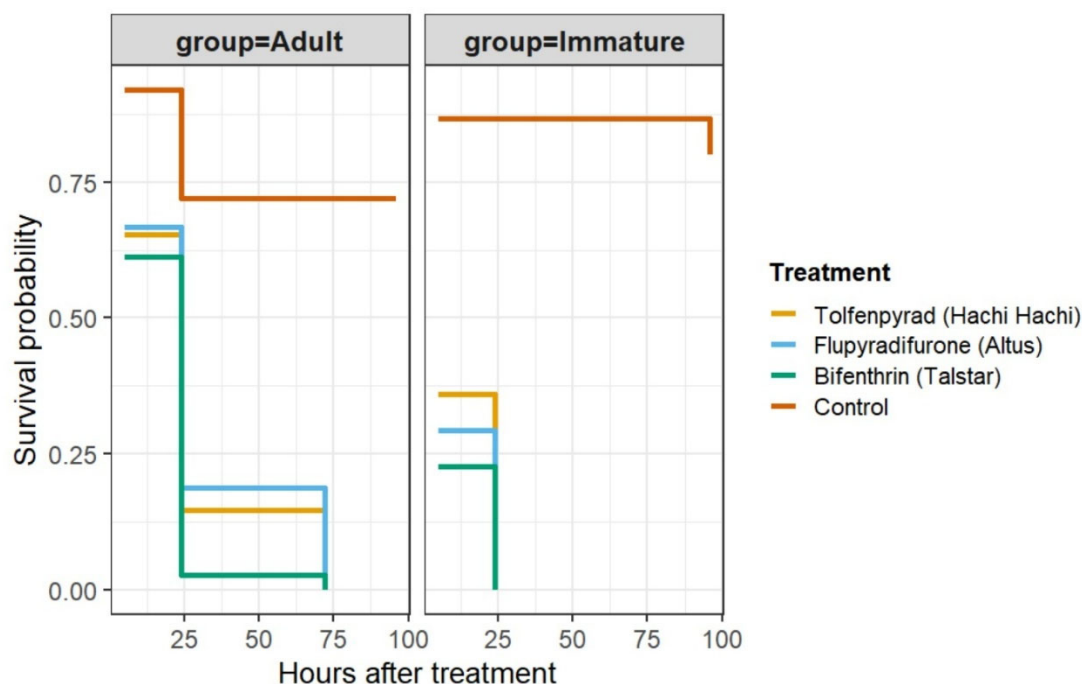 group=Adult
group=Immature
Survival probability
0.75
0.50
0.25
0.00
25
50
75
100
25
50
75
100
Hours after treatment
Treatment
Tolfenpyrad (Hachi Hachi)
Flupyradifurone (Altus)
Bifenthrin (Talstar)
Control